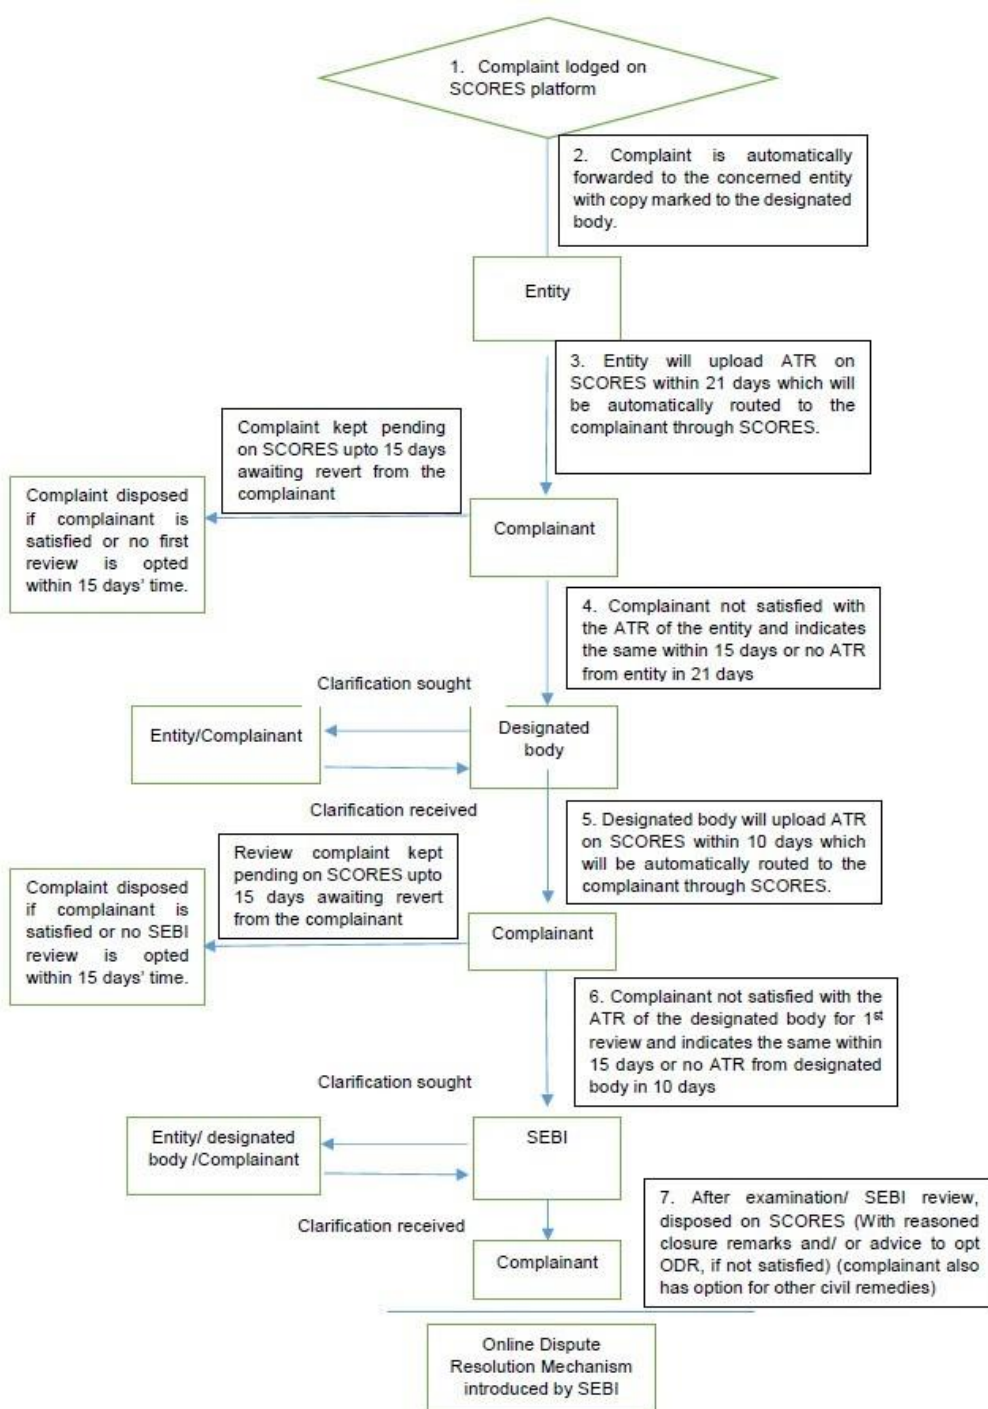 1. Complaint lodged on
SCORES platform
2. Complaint is automatically
forwarded to the concerned entity
with copy marked to the designated
body.
Entity
3. Entity will upload ATR on
SCORES within 21 days which will
be automatically routed to the
complainant through SCORES.
Complaint kept pending
on SCORES upto 15 days
awaiting revert from the
complainant
Complaint disposed
if complainant is
satisfied or no first
review is opted
within 15 days' time.
Complainant
4. Complainant not satisfied with
the ATR of the entity and indicates
the same within 15 days or no ATR
from entity in 21 days
Clarification sought
Entity/Complainant
Designated
body
Clarification received
5. Designated body will upload ATR
on SCORES within 10 days which
will be automatically routed to the
complainant through SCORES.
Review complaint kept
pending on SCORES upto
15 days awaiting revert
from the complainant
Complaint disposed
if complainant is
satisfied or no SEBI
review is opted
within 15 days' time.
Complainant
6. Complainant not satisfied with the
ATR of the designated body for 1st
review and indicates the same within
15 days or no ATR from designated
body in 10 days
Clarification sought
Entity/ designated
body /Complainant
SEBI
Clarification received
7. After examination/ SEBI review,
disposed on SCORES (With reasoned
closure remarks and/ or advice to opt
ODR, if not satisfied) (complainant also
has option for other civil remedies)
Complainant
Online Dispute
Resolution Mechanism
introduced by SEBI